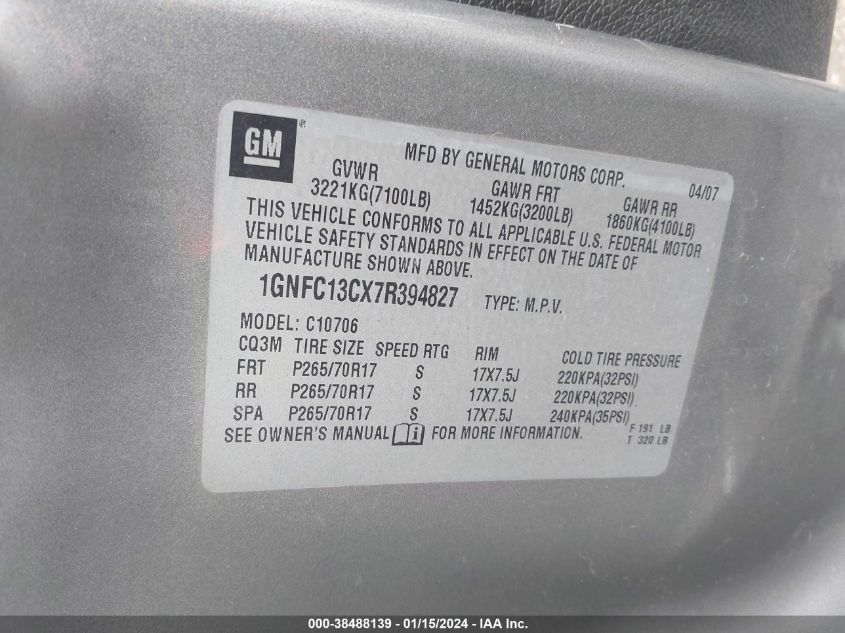 GM ®
MFD BY GENERAL MOTORS CORP. 04/07
GVWR GAWR FRT GAWR RR
3221KG(7100LB) 1452KG(3200LB) 1860KG(4100LB)
THIS VEHICLE CONFORMS TO ALL APPLICABLE U.S. FEDERAL MOTOR
VEHICLE SAFETY STANDARDS IN EFFECT ON THE DATE OF
MANUFACTURE SHOWN ABOVE.
1GNFC13CX7R394827 TYPE: M.P.V.
MODEL: C10706
CQ3M TIRE SIZE SPEED RTG RIM COLD TIRE PRESSURE
FRT P265/70R17 S 17X7.5J 220KPA(32PSI)
RR P265/70R17 S 17X7.5J 220KPA(32PSI)
SPA P265/70R17 S 17X7.5J 240KPA(35PSI)
SEE OWNER'S MANUAL i FOR MORE INFORMATION.
F 191 LB
T 320 LB
000-38488139 - 01/15/2024 - IAA Inc.